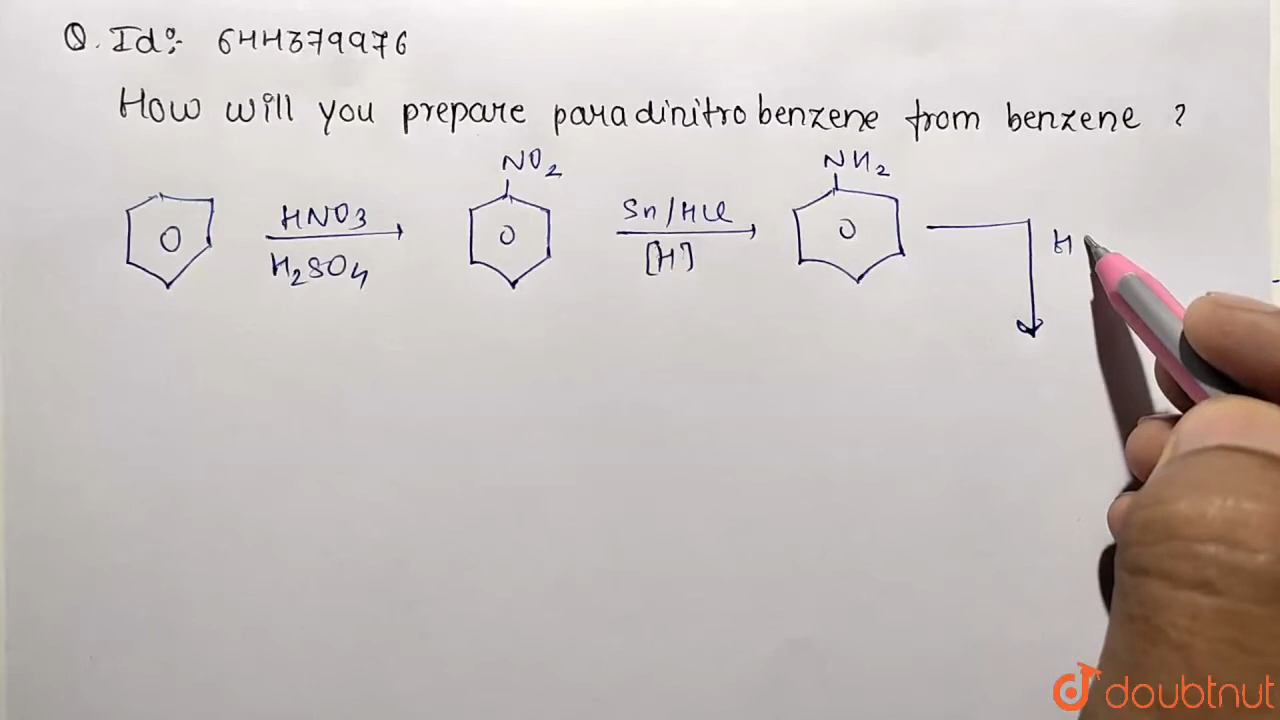 Q. Id:- 644379976
How will you prepare paradinitrobenzene from benzene ?
NO2
NH2
HNO3
H2SO4
Sn/HCl
[H]
H
doubtnut